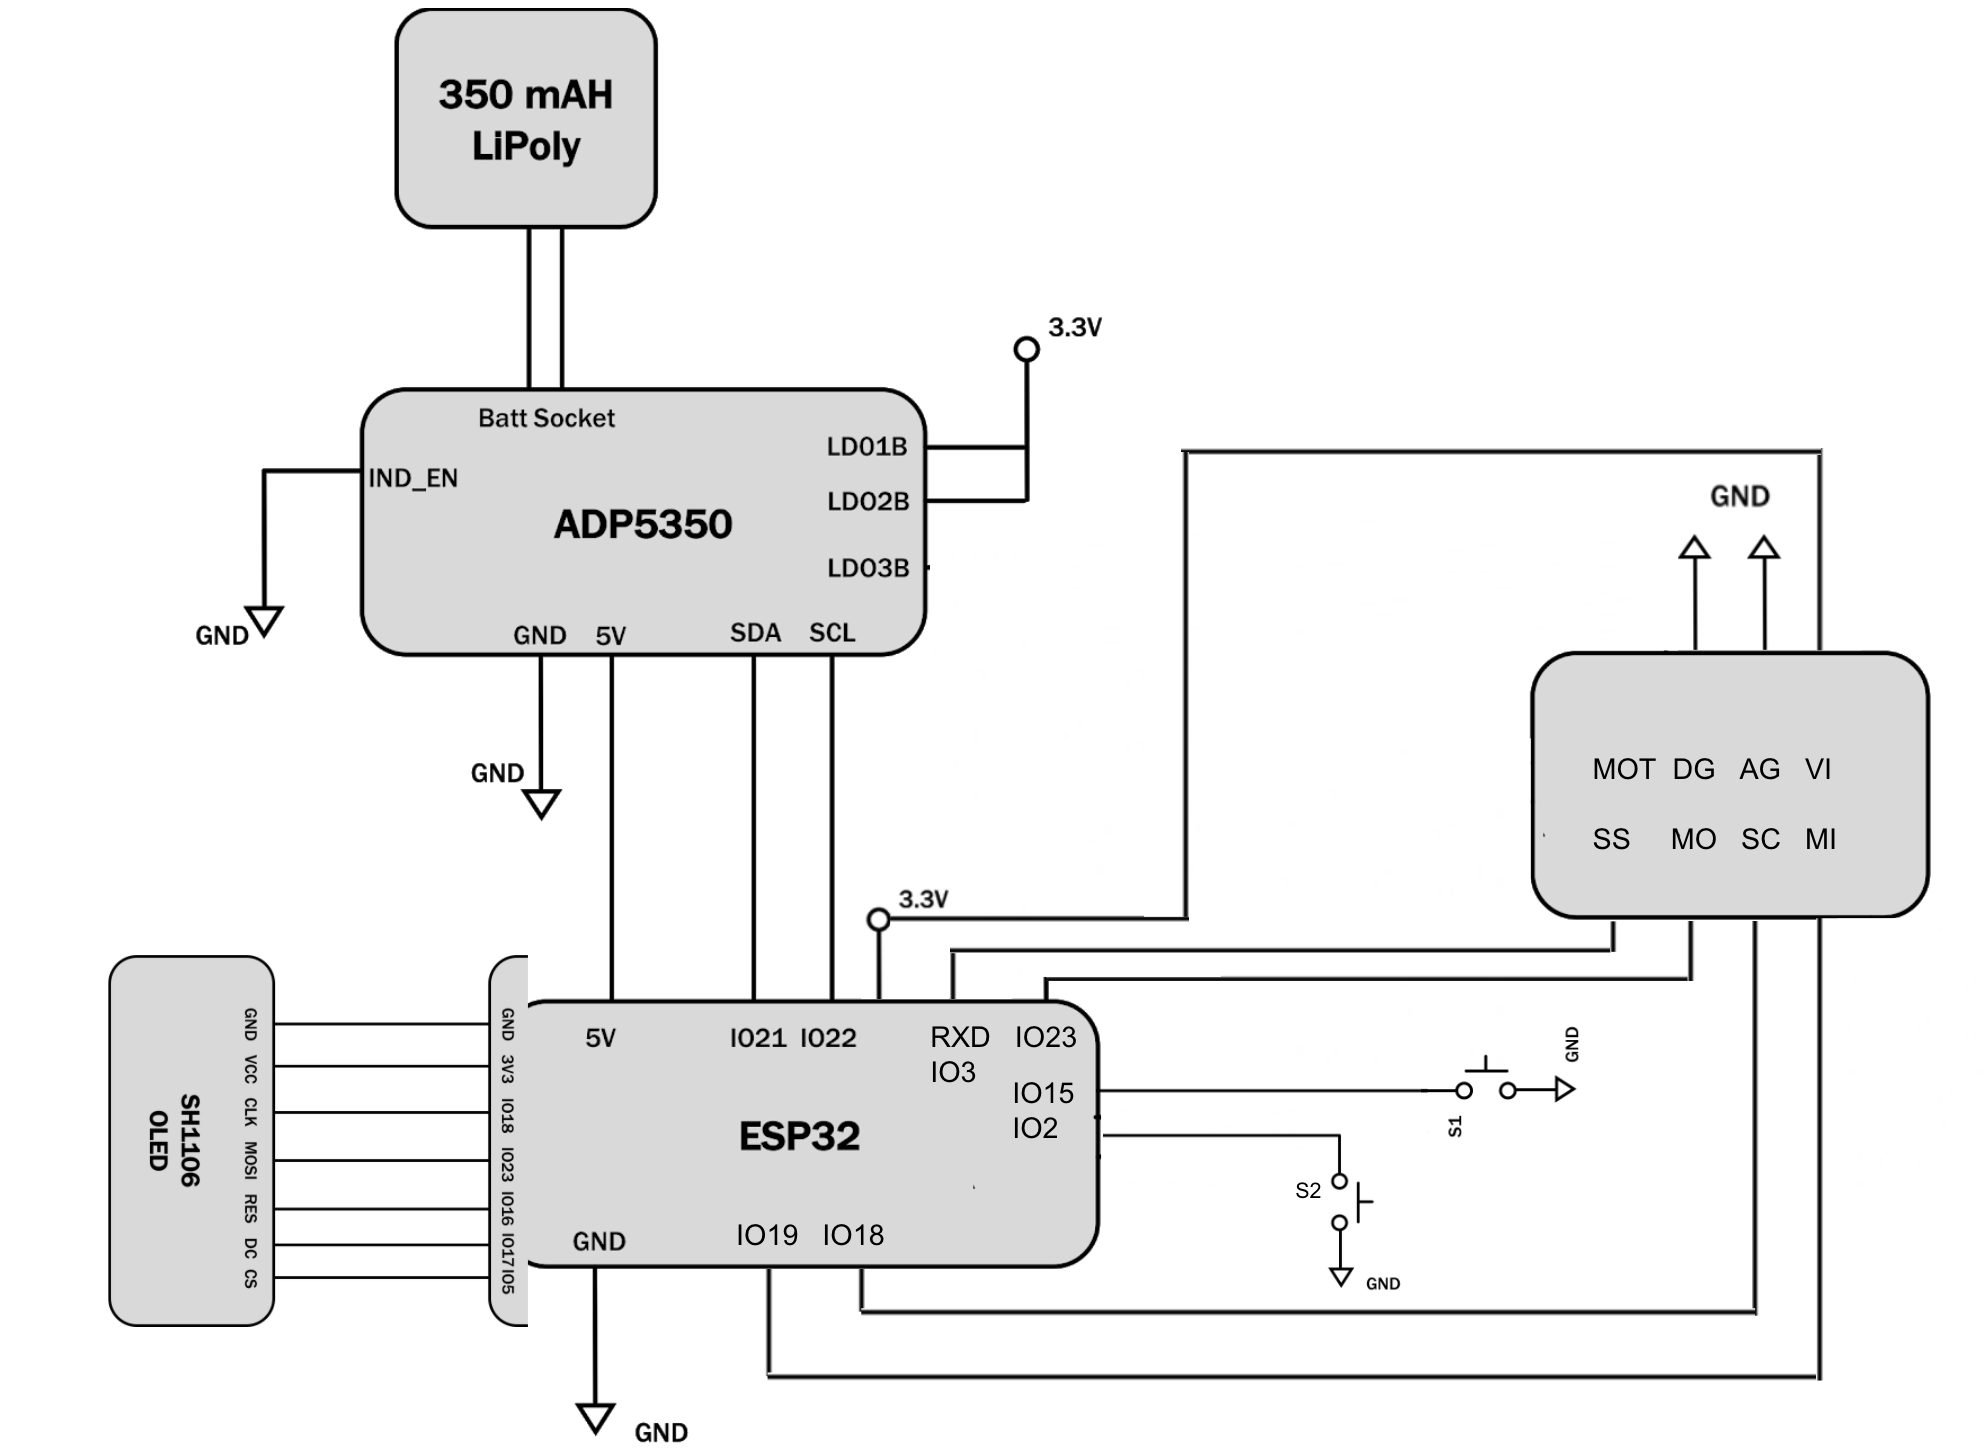 350 mAH
LiPoly
3.3V
Batt Socket
LDO1B
IND_EN
LDO2B
ADP5350
LDO3B
GND
GND 5V SDA SCL
GND
GND
MOT DG AG VI
SS MO SC MI
3.3V
SH1106
OLED
GND
VCC
CLK
MOSI
RES
DC
CS
GND
3V3
IO18
IO23
IO16
IO17
IO5
5V IO21 IO22 RXD IO23
IO3
IO15
IO2
ESP32
GND IO19 IO18
GND
S1
GND
S2
GND